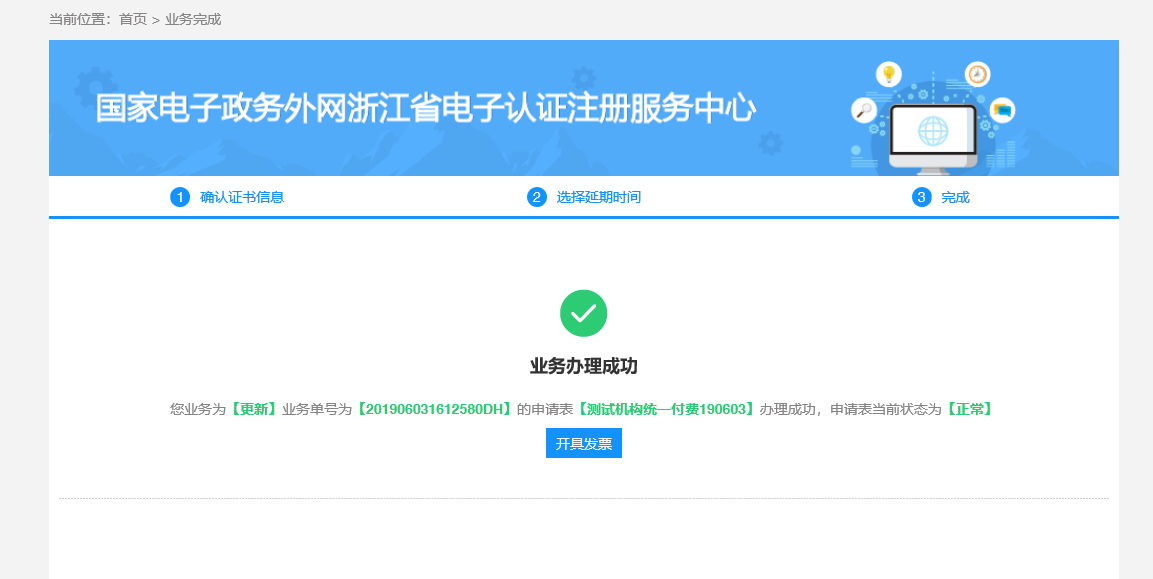 当前位置：首页 > 业务完成
国家电子政务外网浙江省电子认证注册服务中心
1 确认证书信息 2 选择延期时间 3 完成
业务办理成功
您业务为【更新】业务单号为【201906031612580DH】的申请表【测试机构统一付费190603】办理成功，申请表当前状态为【正常】
开具发票